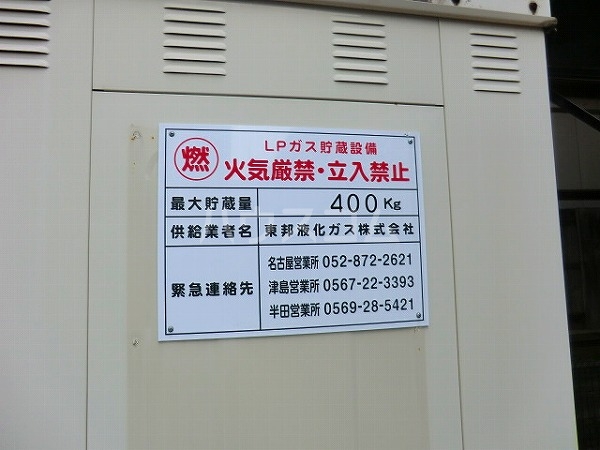 燃
LPガス貯蔵設備
火気厳禁・立入禁止
最大貯蔵量 400Kg
供給業者名 東邦液化ガス株式会社
緊急連絡先
名古屋営業所 052-872-2621
津島営業所 0567-22-3393
半田営業所 0569-28-5421